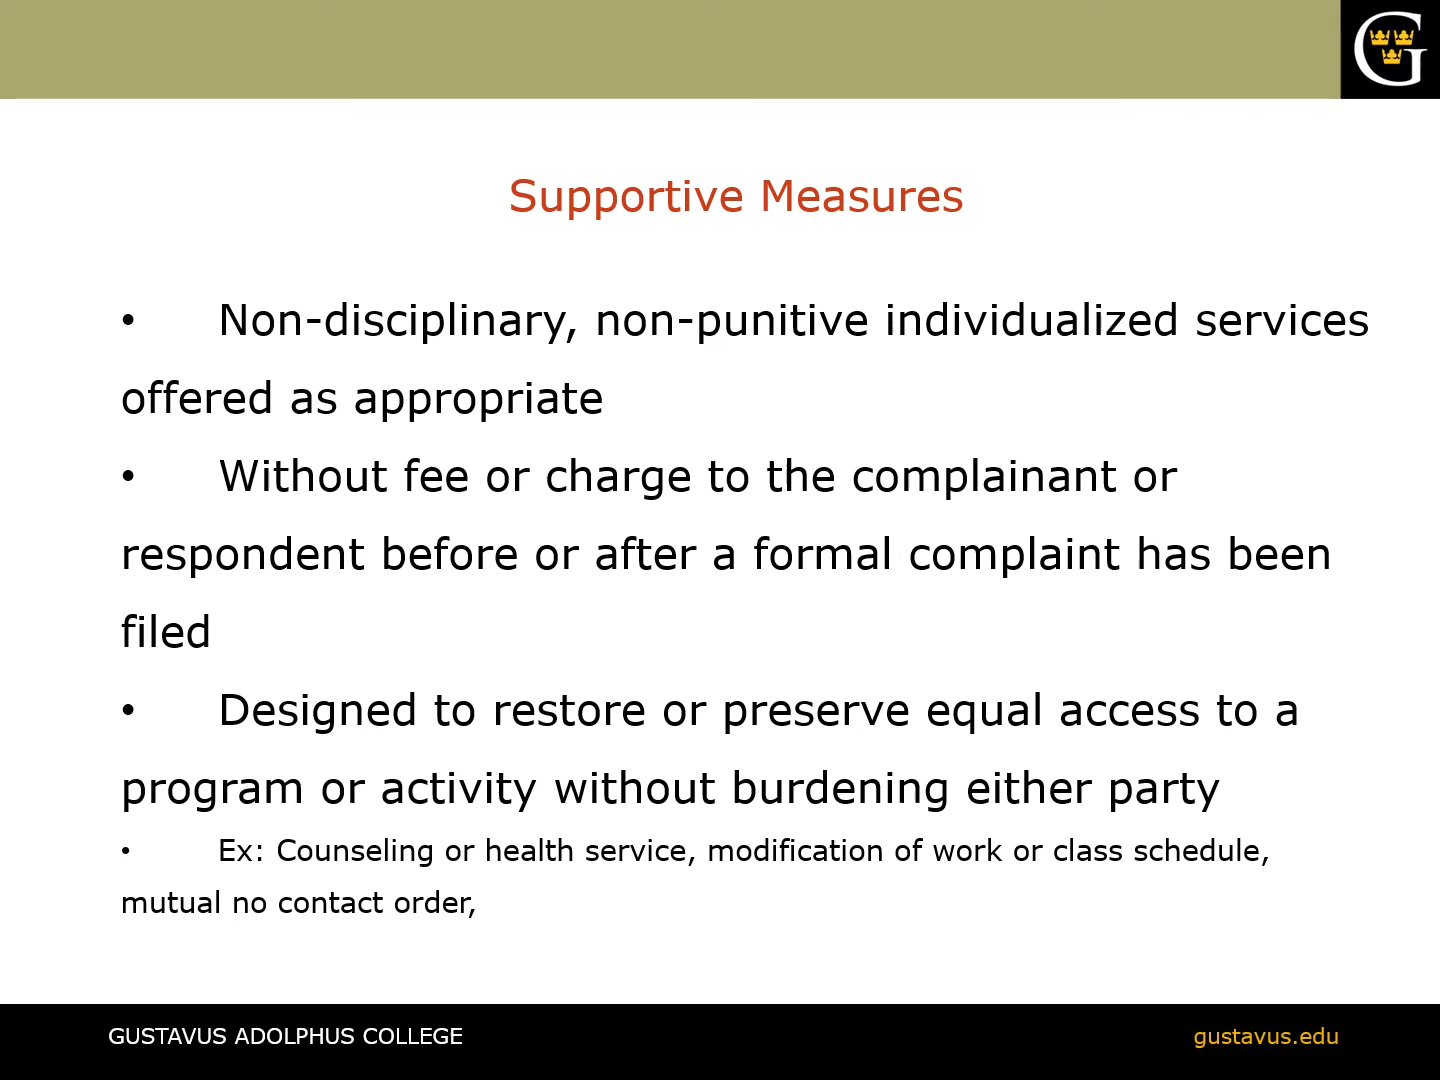 G
Supportive Measures
• Non-disciplinary, non-punitive individualized services
offered as appropriate
• Without fee or charge to the complainant or
respondent before or after a formal complaint has been
filed
• Designed to restore or preserve equal access to a
program or activity without burdening either party
• Ex: Counseling or health service, modification of work or class schedule,
mutual no contact order,
GUSTAVUS ADOLPHUS COLLEGE
gustavus.edu